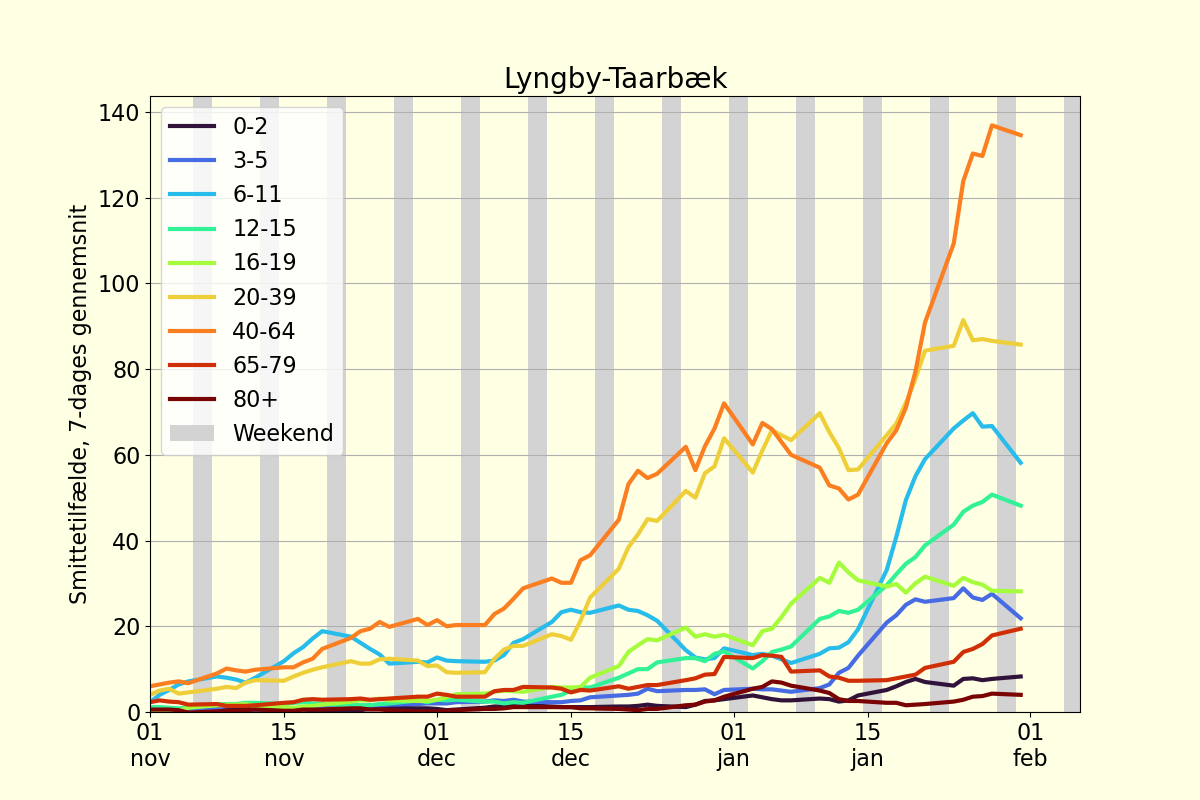 Lyngby-Taarbæk
Smittetilfælde, 7-dages gennemsnit
140
120
100
80
60
40
20
0
0-2
3-5
6-11
12-15
16-19
20-39
40-64
65-79
80+
Weekend
01
nov
15
nov
01
dec
15
dec
01
jan
15
jan
01
feb